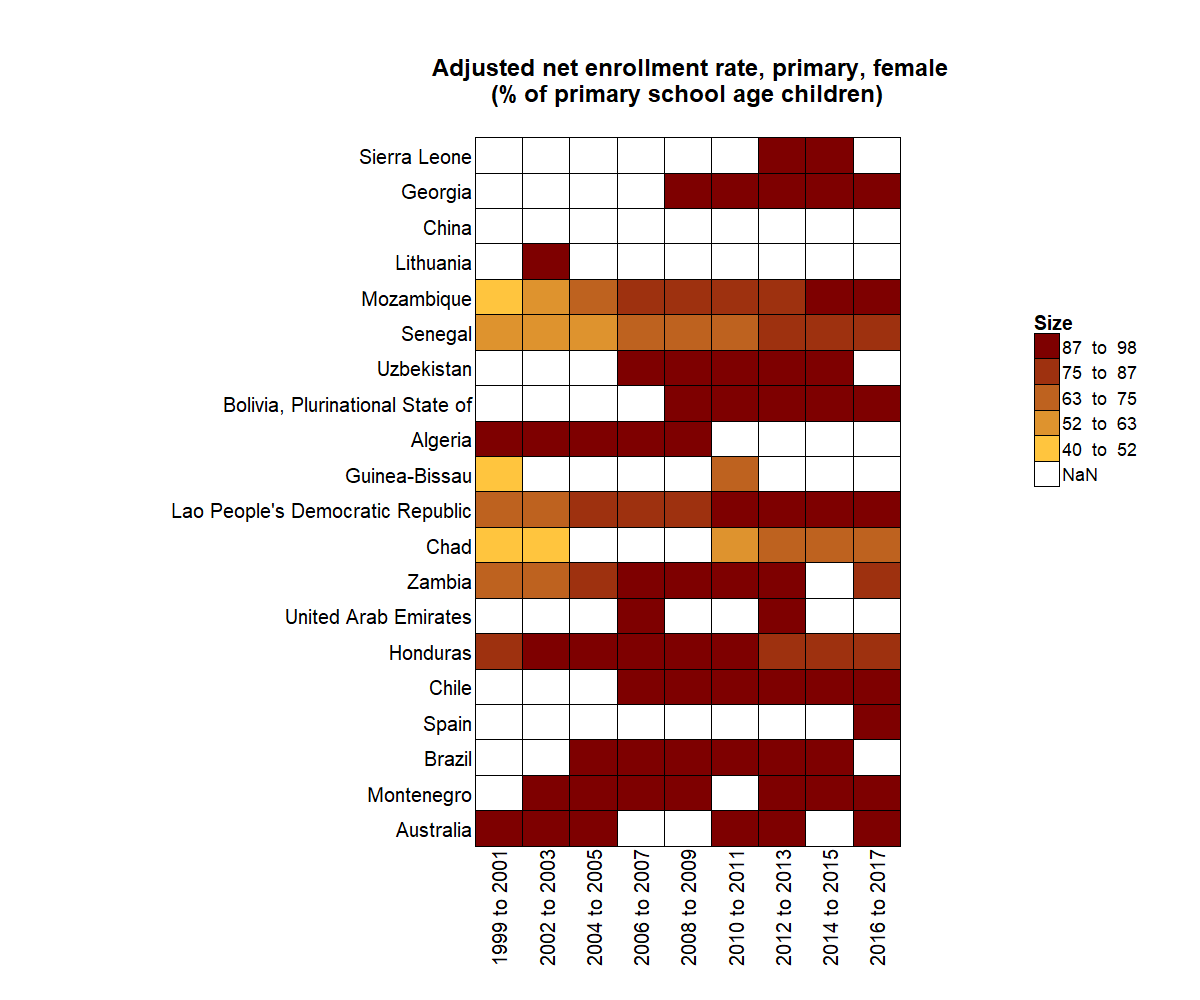 Adjusted net enrollment rate, primary, female
(% of primary school age children)
Sierra Leone
Georgia
China
Lithuania
Mozambique
Senegal
Uzbekistan
Bolivia, Plurinational State of
Algeria
Guinea-Bissau
Lao People's Democratic Republic
Chad
Zambia
United Arab Emirates
Honduras
Chile
Spain
Brazil
Montenegro
Australia
1999 to 2001
2002 to 2003
2004 to 2005
2006 to 2007
2008 to 2009
2010 to 2011
2012 to 2013
2014 to 2015
2016 to 2017
Size
87 to 98
75 to 87
63 to 75
52 to 63
40 to 52
NaN